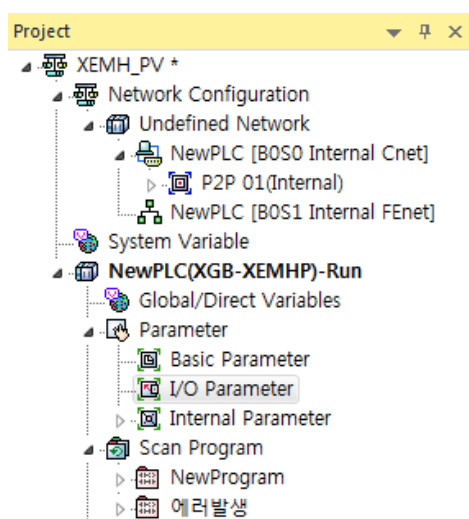 Project
XEMH_PV *
Network Configuration
Undefined Network
NewPLC [B0S0 Internal Cnet]
P2P 01(Internal)
NewPLC [B0S1 Internal FEnet]
System Variable
NewPLC(XGB-XEMHP)-Run
Global/Direct Variables
Parameter
Basic Parameter
I/O Parameter
Internal Parameter
Scan Program
NewProgram
에러발생